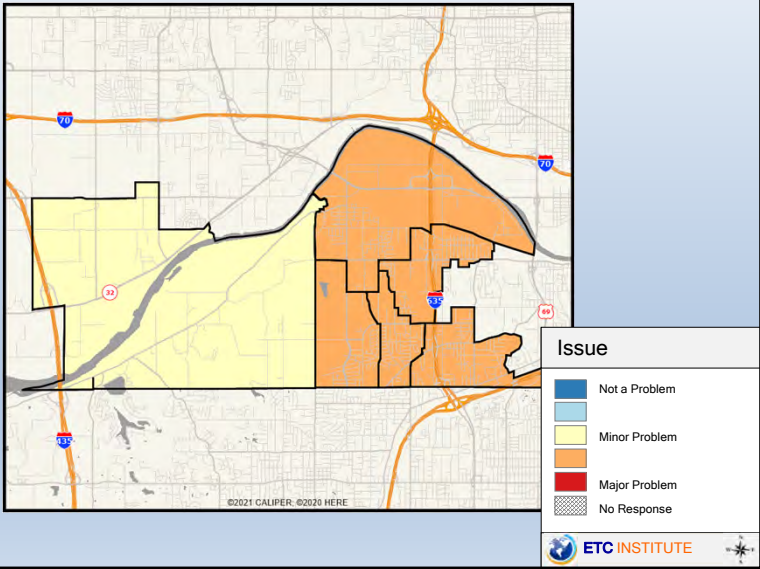 70
70
32
635
69
435
©2021 CALIPER; ©2020 HERE
Issue
Not a Problem
Minor Problem
Major Problem
No Response
ETC INSTITUTE